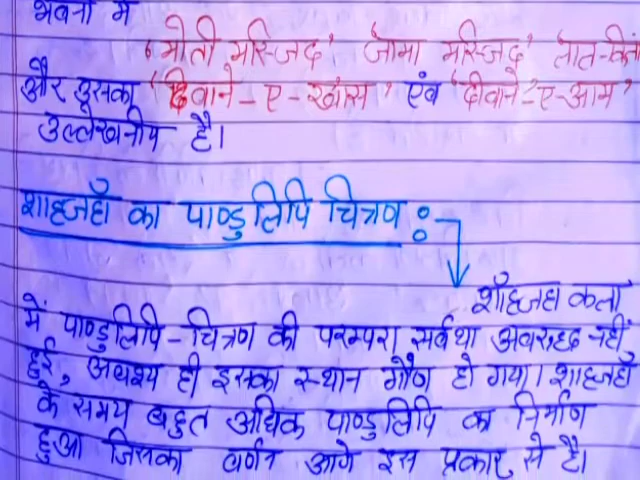 भवनों में
'मोती मस्जिद' जामा मस्जिद' लाल-किला
और इसका 'दिवाने-ए-खास' एंव 'दीवाने-ए-आम'
उल्लेखनीय है।
शाहजहाँ का पाण्डुलिपि चित्रण :-
शाँहजहा कला
में पाण्डुलिपि-चित्रण की परम्परा सर्वथा अवरुद्ध नहीं
हुई, अवश्य ही इसका स्थान गौण हो गया। शाहजहाँ
के समय बहुत अधिक पाण्डुलिपि का निर्माण
हुआ जिसका वर्णन आगे इस प्रकार से है।